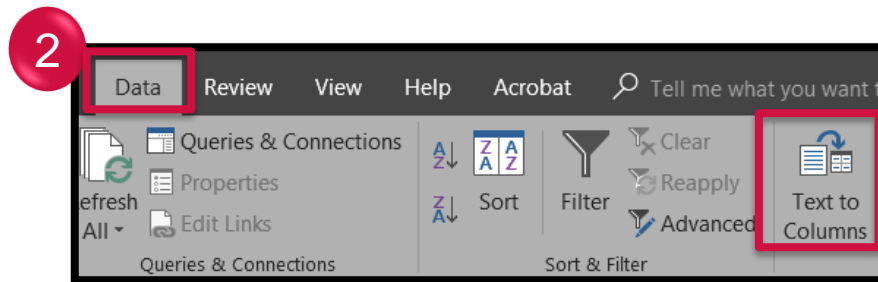 2
Data Review View Help Acrobat Tell me what you want t
Queries & Connections
Properties
Edit Links
efresh
All
Queries & Connections
A
Z
Z
A
Z A
A Z
Sort
Filter
Clear
Reapply
Advanced
Sort & Filter
Text to
Columns